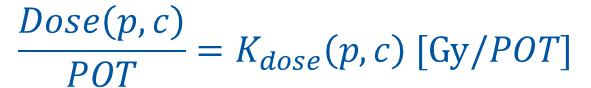 Dose(p, c)
POT
= K_dose(p, c) [Gy/POT]